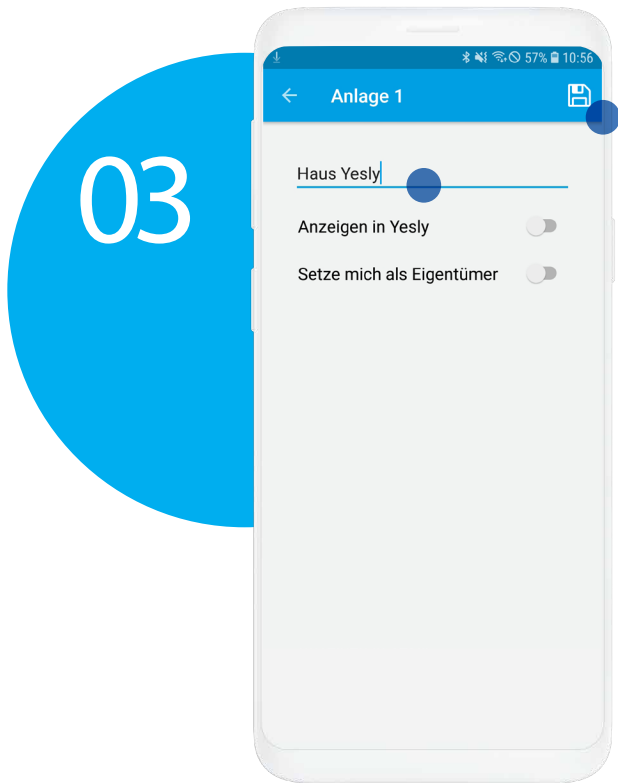 03
57% 10:56
Anlage 1
Haus Yesly
Anzeigen in Yesly
Setze mich als Eigentümer